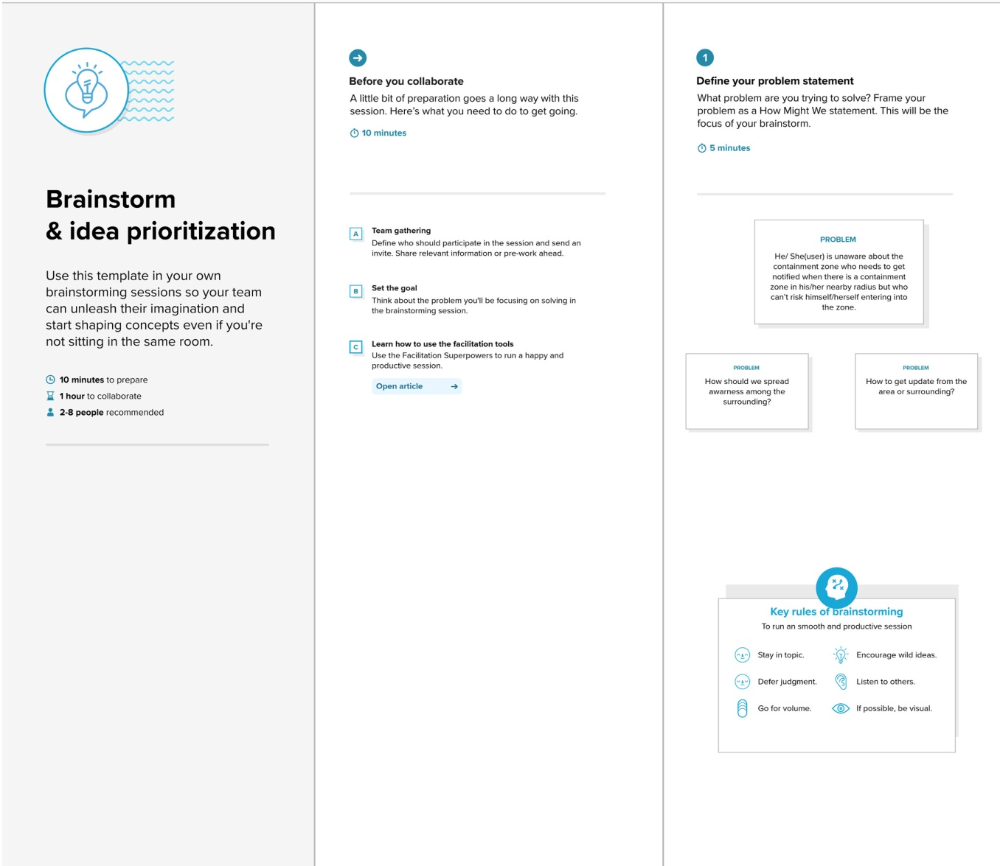 Brainstorm
& idea prioritization
Use this template in your own
brainstorming sessions so your team
can unleash their imagination and
start shaping concepts even if you're
not sitting in the same room.
10 minutes to prepare
1 hour to collaborate
2-8 people recommended
Before you collaborate
A little bit of preparation goes a long way with this
session. Here's what you need to do to get going.
10 minutes
A
Team gathering
Define who should participate in the session and send an
invite. Share relevant information or pre-work ahead.
B
Set the goal
Think about the problem you'll be focusing on solving in
the brainstorming session.
C
Learn how to use the facilitation tools
Use the Facilitation Superpowers to run a happy and
productive session.
Open article
1
Define your problem statement
What problem are you trying to solve? Frame your
problem as a How Might We statement. This will be the
focus of your brainstorm.
5 minutes
PROBLEM
He/ She(user) is unaware about the
containment zone who needs to get
notified when there is a containment
zone in his/her nearby radius but who
can't risk himself/herself entering into
the zone.
PROBLEM
How should we spread
awarness among the
surrounding?
PROBLEM
How to get update from the
area or surrounding?
Key rules of brainstorming
To run an smooth and productive session
Stay in topic.
Encourage wild ideas.
Defer judgment.
Listen to others.
Go for volume.
If possible, be visual.